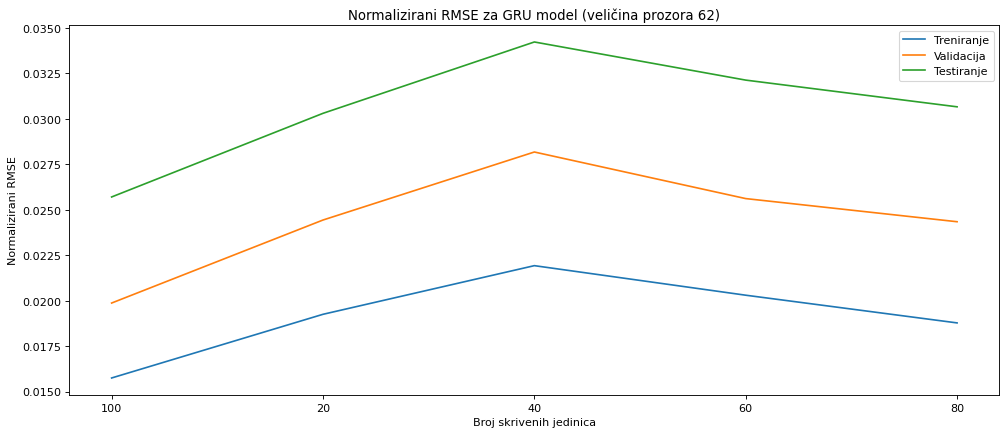 Normalizirani RMSE za GRU model (veličina prozora 62)
Treniranje
Validacija
Testiranje
Normalizirani RMSE
0.0350
0.0325
0.0300
0.0275
0.0250
0.0225
0.0200
0.0175
0.0150
100 20 40 60 80
Broj skrivenih jedinica